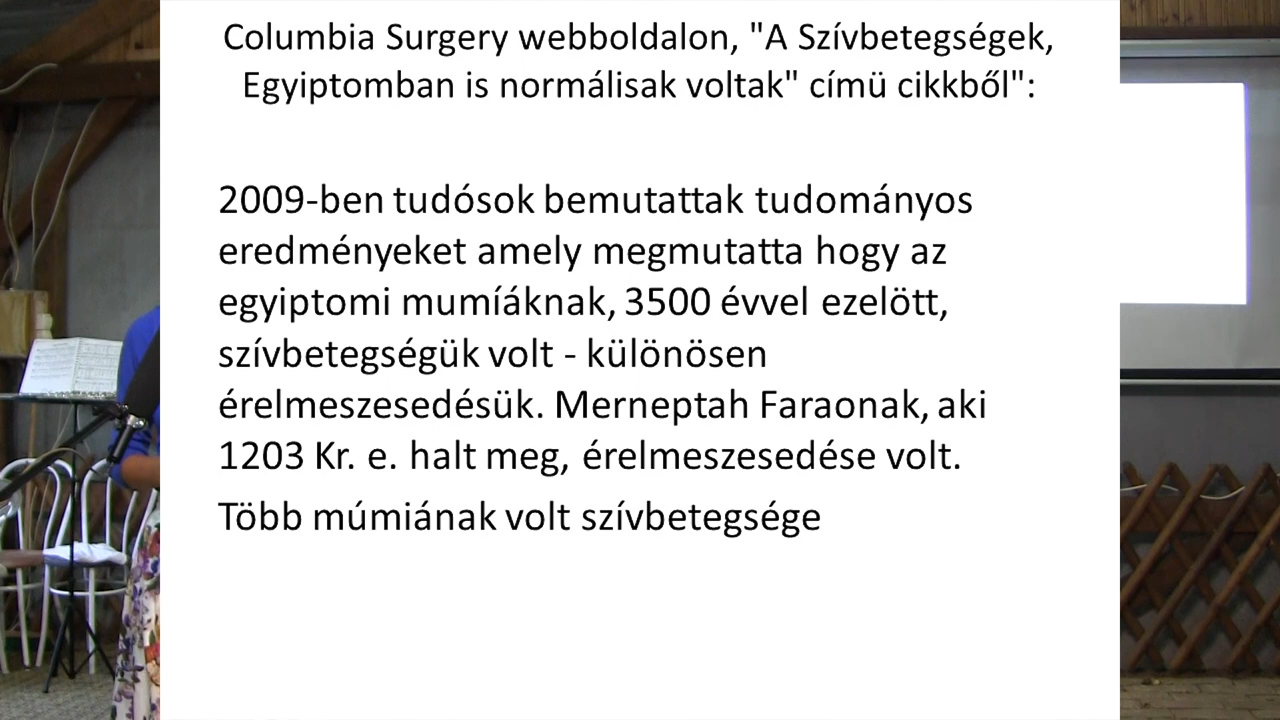 Columbia Surgery webboldalon, "A Szívbetegségek,
Egyiptomban is normálisak voltak" címü cikkből":
2009-ben tudósok bemutattak tudományos
eredményeket amely megmutatta hogy az
egyiptomi mumíáknak, 3500 évvel ezelött,
szívbetegségük volt - különösen
érelmeszesedésük. Merneptah Faraonak, aki
1203 Kr. e. halt meg, érelmeszesedése volt.
Több múmiának volt szívbetegsége